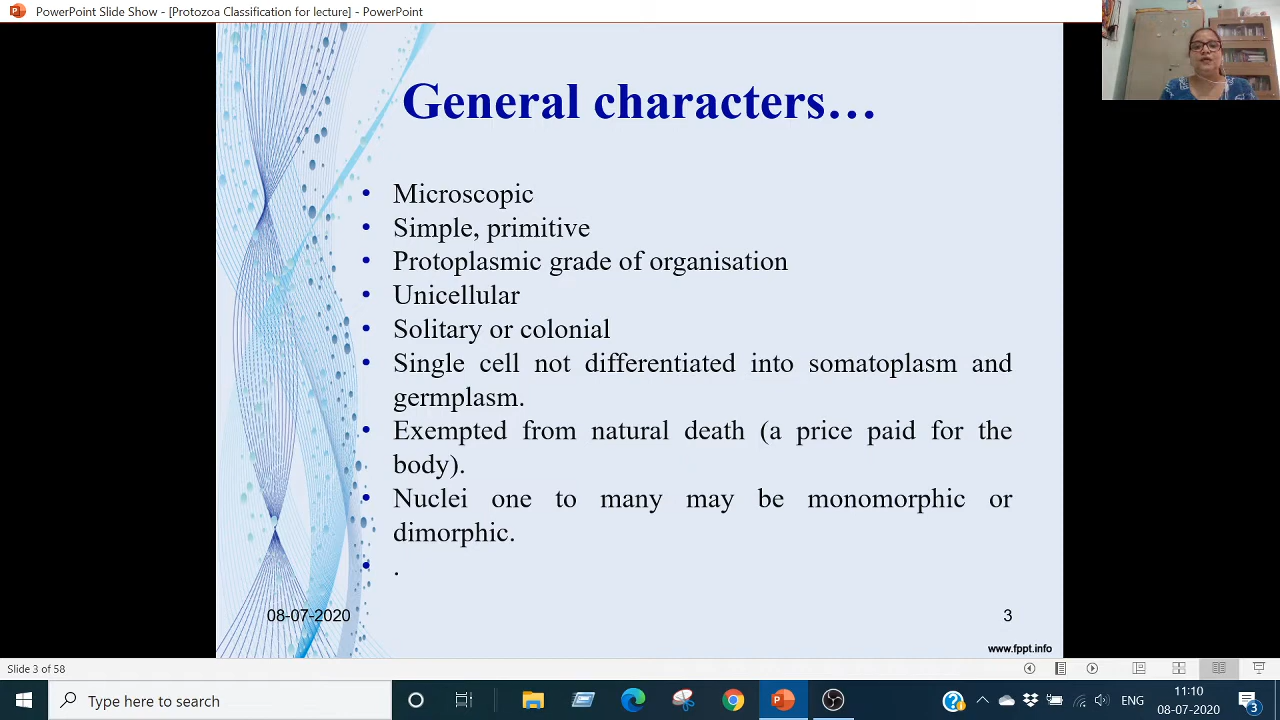 PowerPoint Slide Show - [Protozoa Classification for lecture] - PowerPoint
General characters…
• Microscopic
• Simple, primitive
• Protoplasmic grade of organisation
• Unicellular
• Solitary or colonial
• Single cell not differentiated into somatoplasm and
germplasm.
• Exempted from natural death (a price paid for the
body).
• Nuclei one to many may be monomorphic or
dimorphic.
• .
08-07-2020
3
www.fppt.info
Slide 3 of 58
Type here to search
ENG
11:10
08-07-2020
3